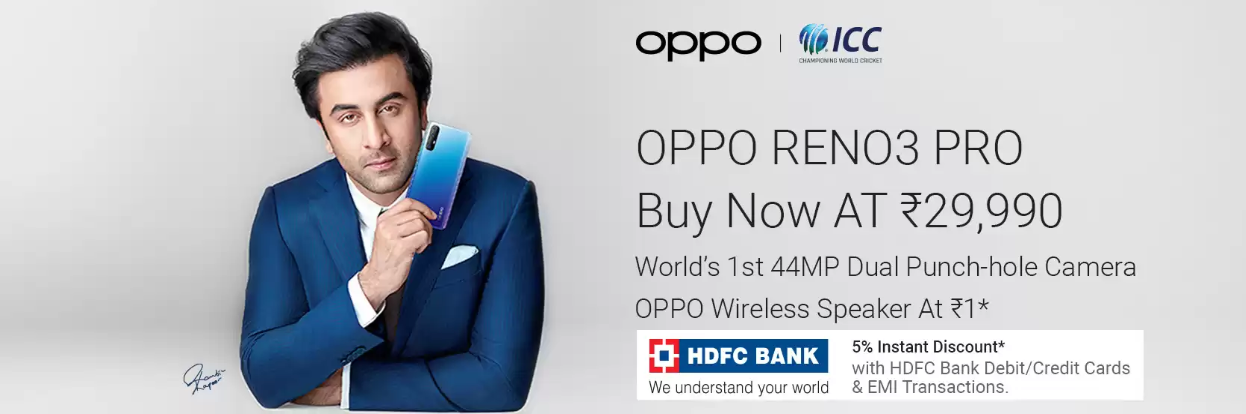 oppo | ICC
CHAMPIONING WORLD CRICKET
OPPO RENO3 PRO
Buy Now AT ₹29,990
World's 1st 44MP Dual Punch-hole Camera
OPPO Wireless Speaker At ₹1*
HDFC BANK
We understand your world
5% Instant Discount*
with HDFC Bank Debit/Credit Cards
& EMI Transactions.